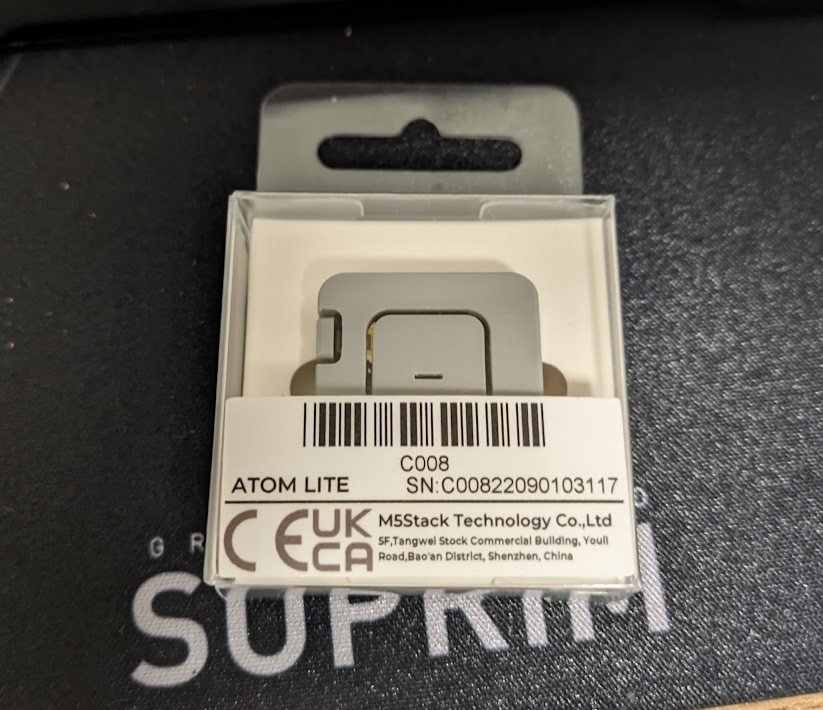 C008
ATOM LITE SN:C00822090103117
CE UK
CA
M5Stack Technology Co.,Ltd
5F,Tangwei Stock Commercial Building, Youli
Road,Bao'an District, Shenzhen, China
SUPRIM